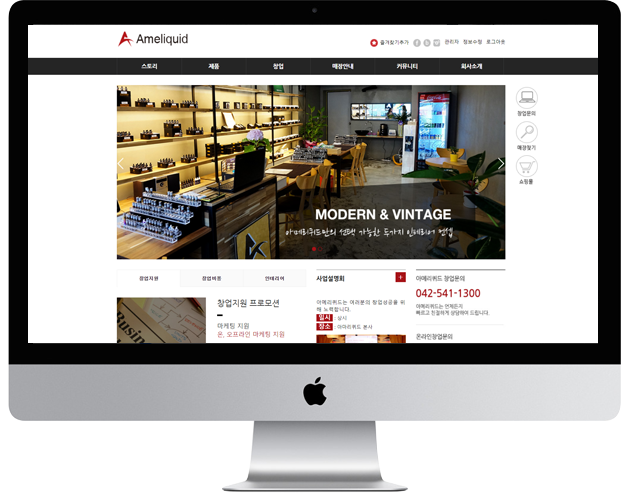 Ameliquid
즐겨찾기추가 관리자 정보수정 로그아웃
스토리 제품 창업 매장안내 커뮤니티 회사소개
창업문의
매장찾기
쇼핑몰
MODERN & VINTAGE
아메리퀴드만의 선택 가능한 두가지 인테리어 컨셉
창업지원 창업비용 인테리어
창업지원 프로모션
마케팅 지원
온, 오프라인 마케팅 지원
Business
사업설명회 +
아메리퀴드는 여러분의 창업성공을 위
해 노력합니다.
일시 : 상시
장소 : 아메리퀴드 본사
아메리퀴드 창업문의
042-541-1300
아메리퀴드는 언제든지
빠르고 친절하게 상담하여 드립니다.
온라인창업문의